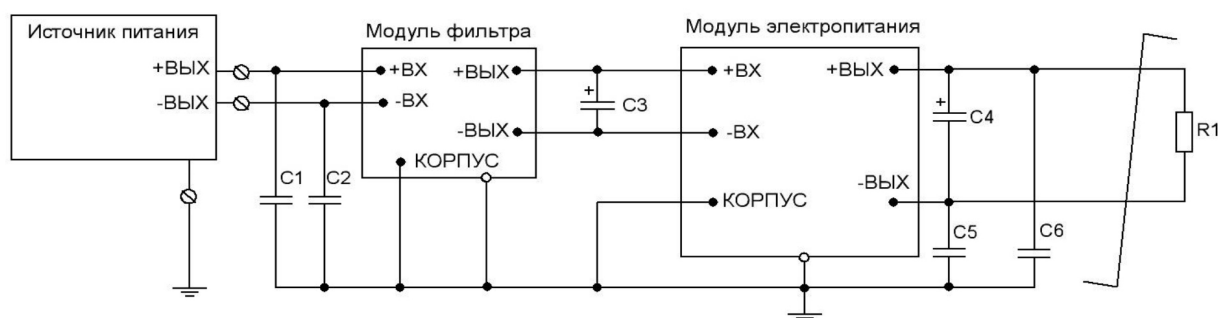 Источник питания
+ВЫХ
-ВЫХ
Модуль фильтра
+ВХ
-ВХ
+ВЫХ
-ВЫХ
КОРПУС
C1
C2
+
C3
Модуль электропитания
+ВХ
-ВХ
КОРПУС
+ВЫХ
-ВЫХ
+
C4
C5
C6
R1